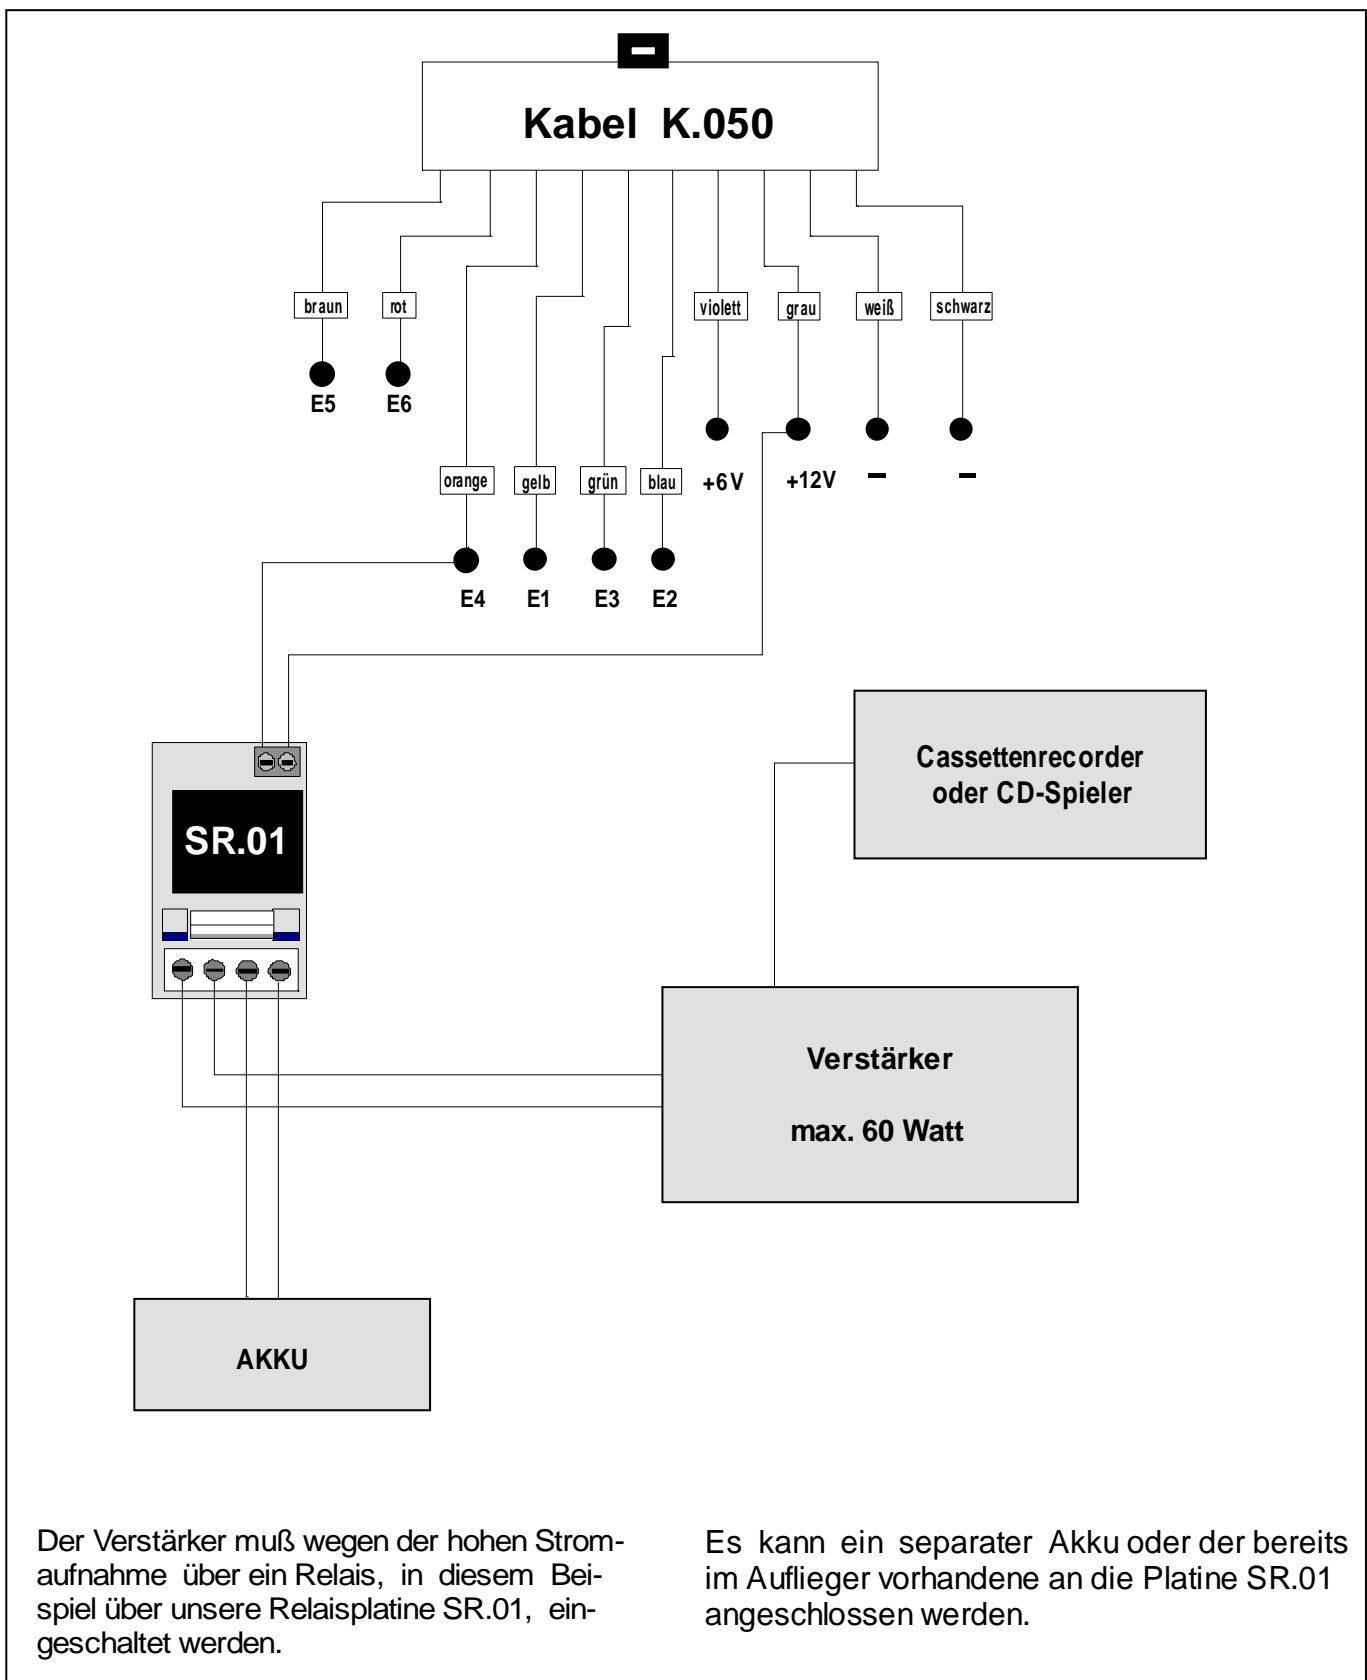 Kabel K.050
braun
rot
violett
grau
weiß
schwarz
E5
E6
orange
gelb
grün
blau
+6V
+12V
–
–
E4
E1
E3
E2
Cassettenrecorder
oder CD-Spieler
SR.01
Verstärker
max. 60 Watt
AKKU
Der Verstärker muß wegen der hohen Strom-
aufnahme über ein Relais, in diesem Bei-
spiel über unsere Relaisplatine SR.01, ein-
geschaltet werden.
Es kann ein separater Akku oder der bereits
im Auflieger vorhandene an die Platine SR.01
angeschlossen werden.